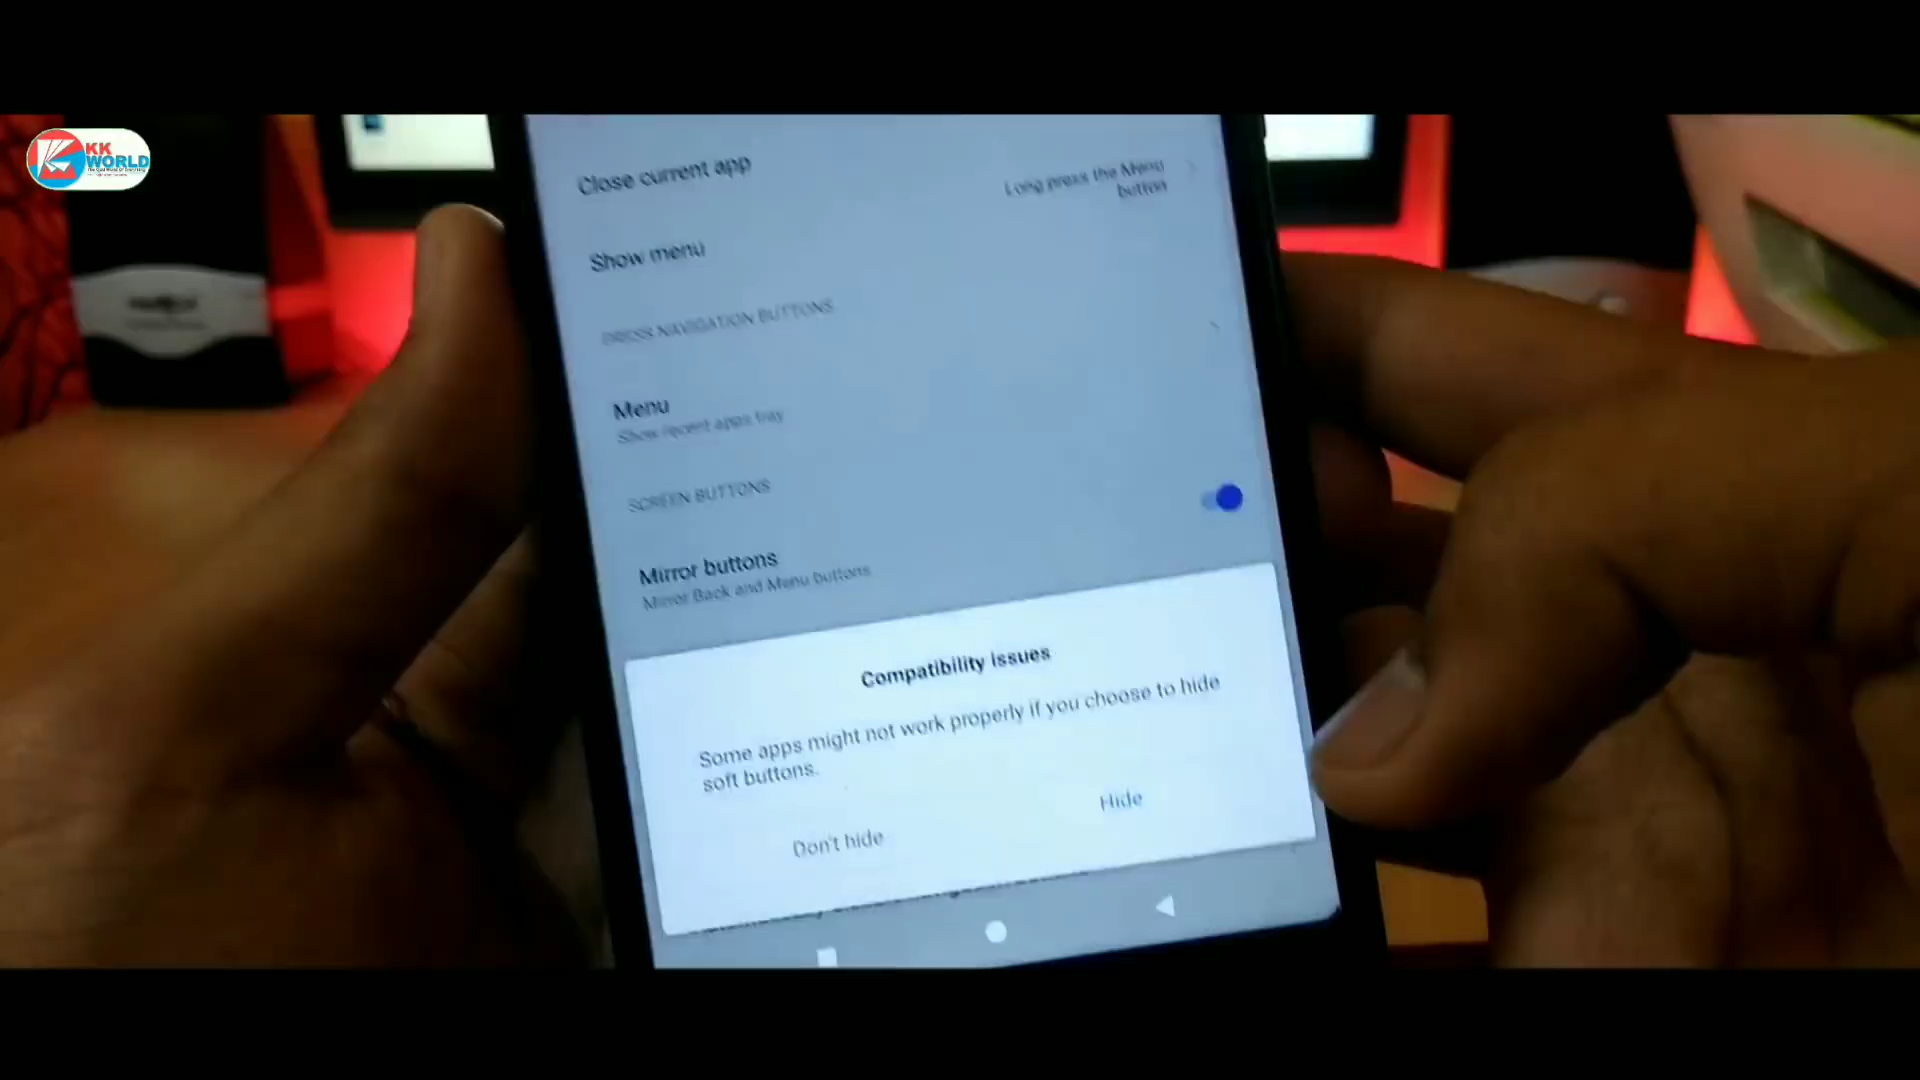 KK
WORLD
Close current app
Long press the Menu
button
Show menu
PRESS NAVIGATION BUTTONS
Menu
Show recent apps tray
SCREEN BUTTONS
Mirror buttons
Mirror Back and Menu buttons
Compatibility issues
Some apps might not work properly if you choose to hide
soft buttons.
Don't hide
Hide